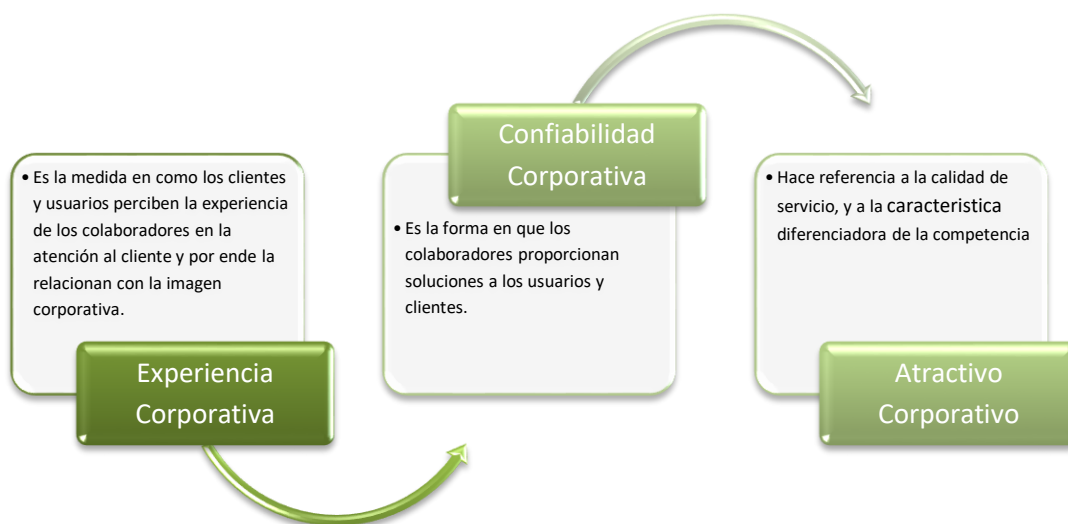 • Es la medida en como los clientes
y usuarios perciben la experiencia
de los colaboradores en la
atención al cliente y por ende la
relacionan con la imagen
corporativa.
Experiencia
Corporativa
Confiabilidad
Corporativa
• Es la forma en que los
colaboradores proporcionan
soluciones a los usuarios y
clientes.
• Hace referencia a la calidad de
servicio, y a la caracteristica
diferenciadora de la competencia
Atractivo
Corporativo